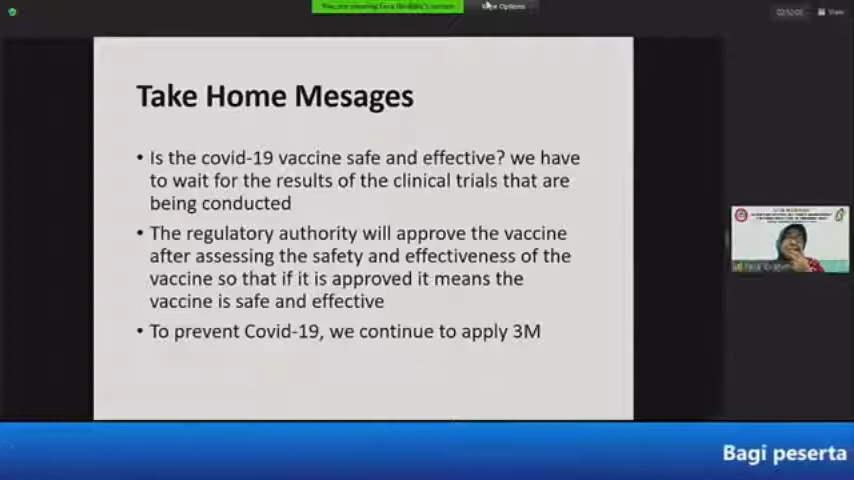 View Options
View
Take Home Mesages
• Is the covid-19 vaccine safe and effective? we have
to wait for the results of the clinical trials that are
being conducted
• The regulatory authority will approve the vaccine
after assessing the safety and effectiveness of the
vaccine so that if it is approved it means the
vaccine is safe and effective
• To prevent Covid-19, we continue to apply 3M
Bagi peserta